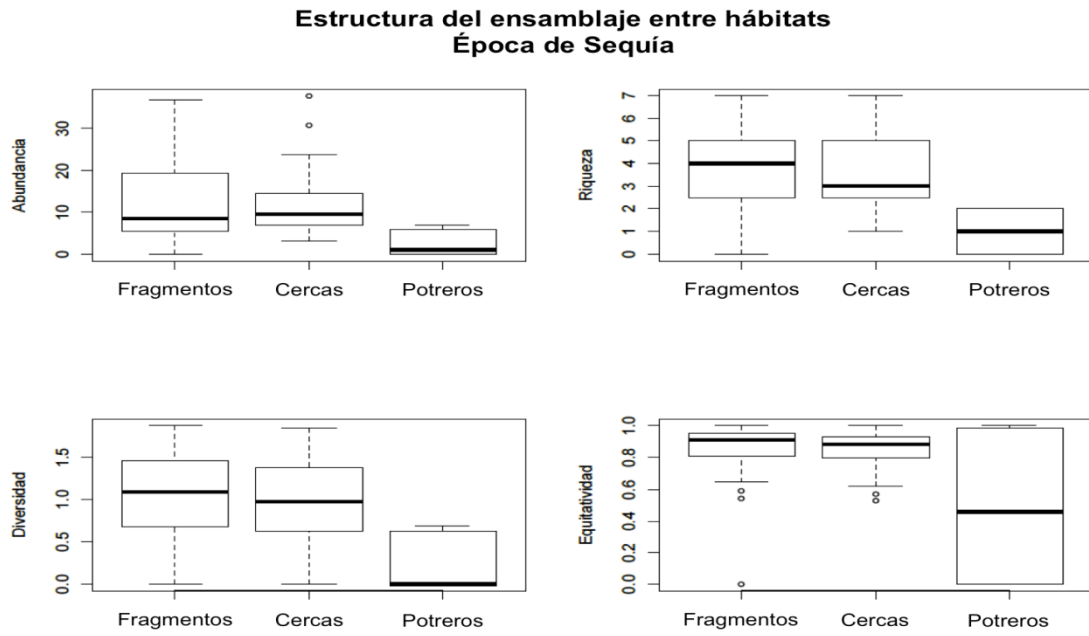 Estructura del ensamblaje entre hábitats
Época de Sequía
Abundancia
30
20
10
0
Fragmentos Cercas Potreros
Riqueza
7
6
5
4
3
2
1
0
Fragmentos Cercas Potreros
Diversidad
1.5
1.0
0.5
0.0
Fragmentos Cercas Potreros
Equitatividad
1.0
0.8
0.6
0.4
0.2
0.0
Fragmentos Cercas Potreros